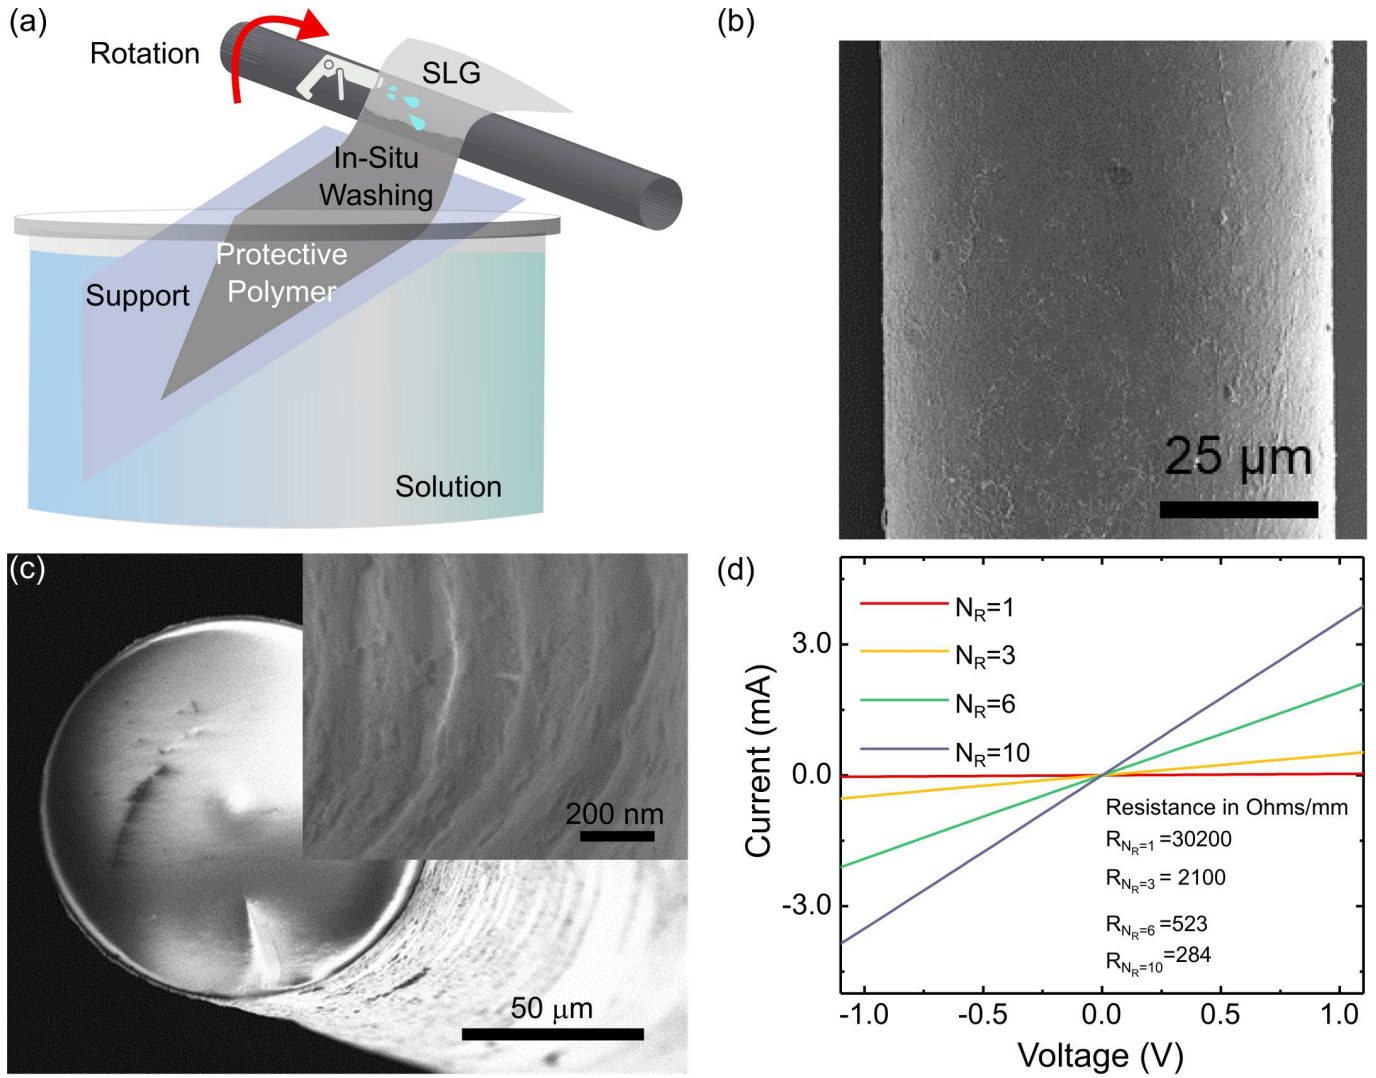 (a)
Rotation
SLG
In-Situ
Washing
Protective
Polymer
Support
Solution
(b)
25 µm
(c)
200 nm
50 µm
(d)
N_R=1
N_R=3
N_R=6
N_R=10
3.0
0.0
-3.0
Current (mA)
Resistance in Ohms/mm
R_{N_R=1} =30200
R_{N_R=3} = 2100
R_{N_R=6} =523
R_{N_R=10} =284
-1.0 -0.5 0.0 0.5 1.0
Voltage (V)